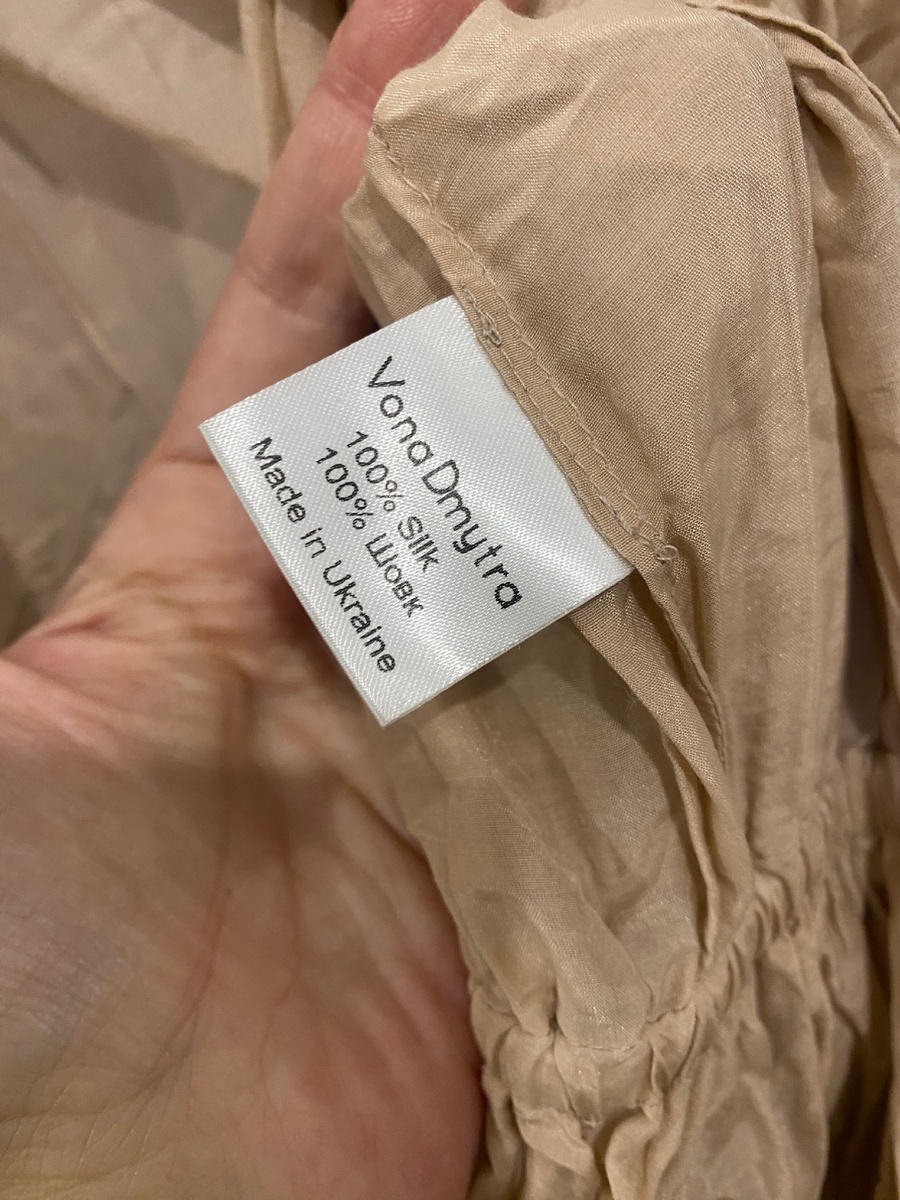 VonaDmytra
100% Silk
100% Шовк
Made in Ukraine